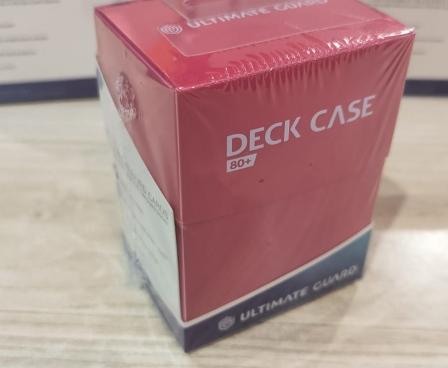 ULTIMATE GUARD
DECK CASE
80+
ULTIMATE GUARD